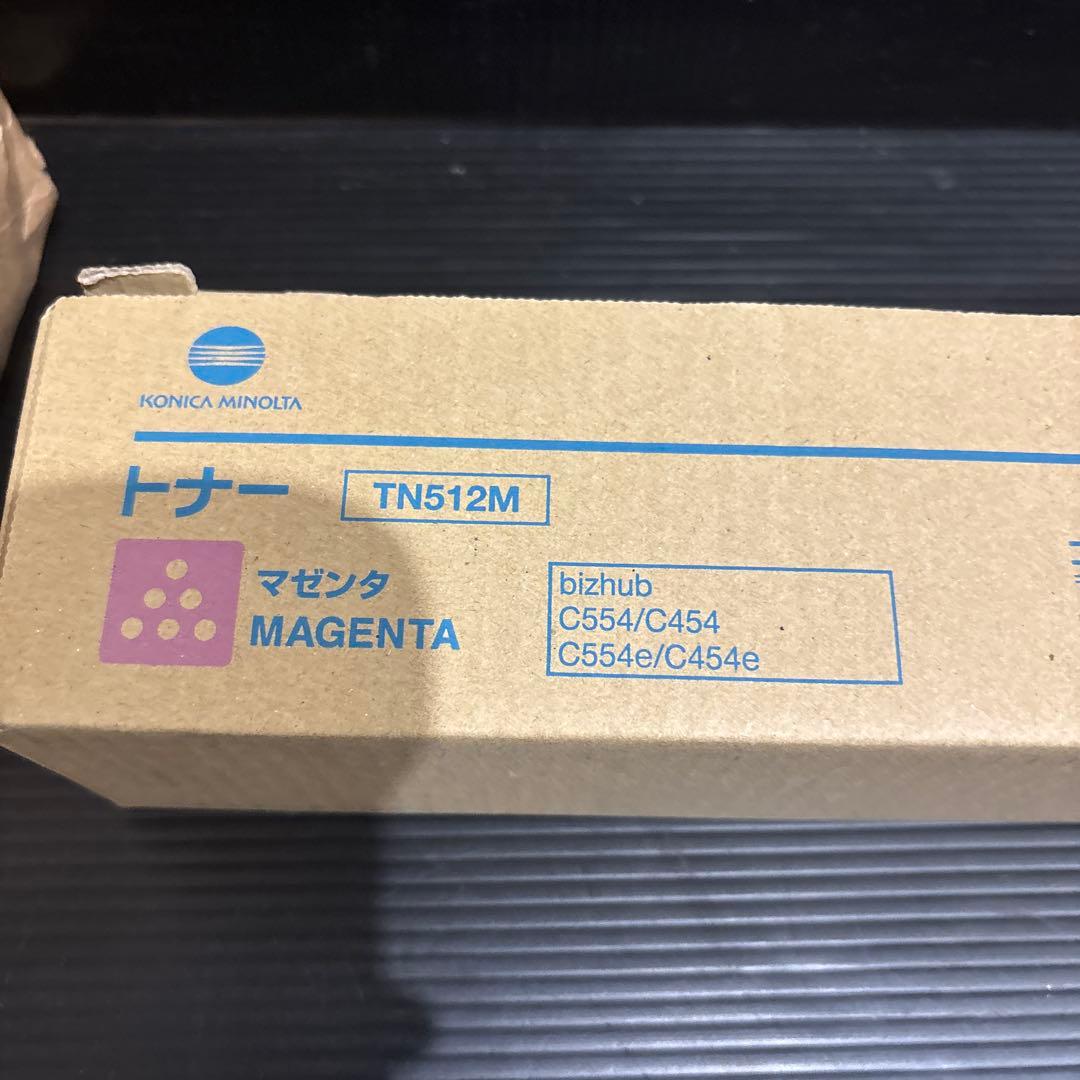 KONICA MINOLTA
トナー TN512M
マゼンタ
MAGENTA
bizhub
C554/C454
C554e/C454e